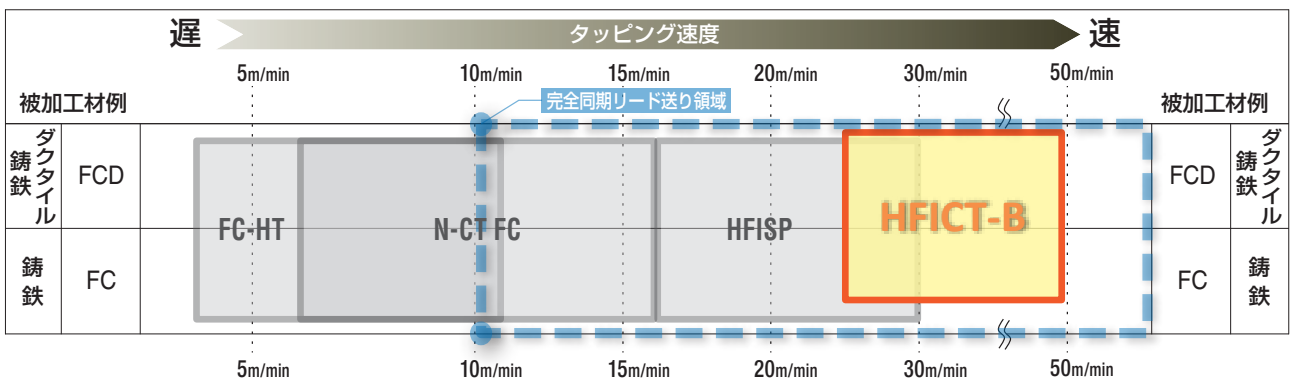 遅 タッピング速度 速
5m/min 10m/min 15m/min 20m/min 30m/min 50m/min
完全同期リード送り領域
被加工材例 被加工材例
ダクタイル鋳鉄 FCD FCD ダクタイル鋳鉄
FC-HT N-CT FC HFISP HFICT-B
鋳鉄 FC FC 鋳鉄
5m/min 10m/min 15m/min 20m/min 30m/min 50m/min